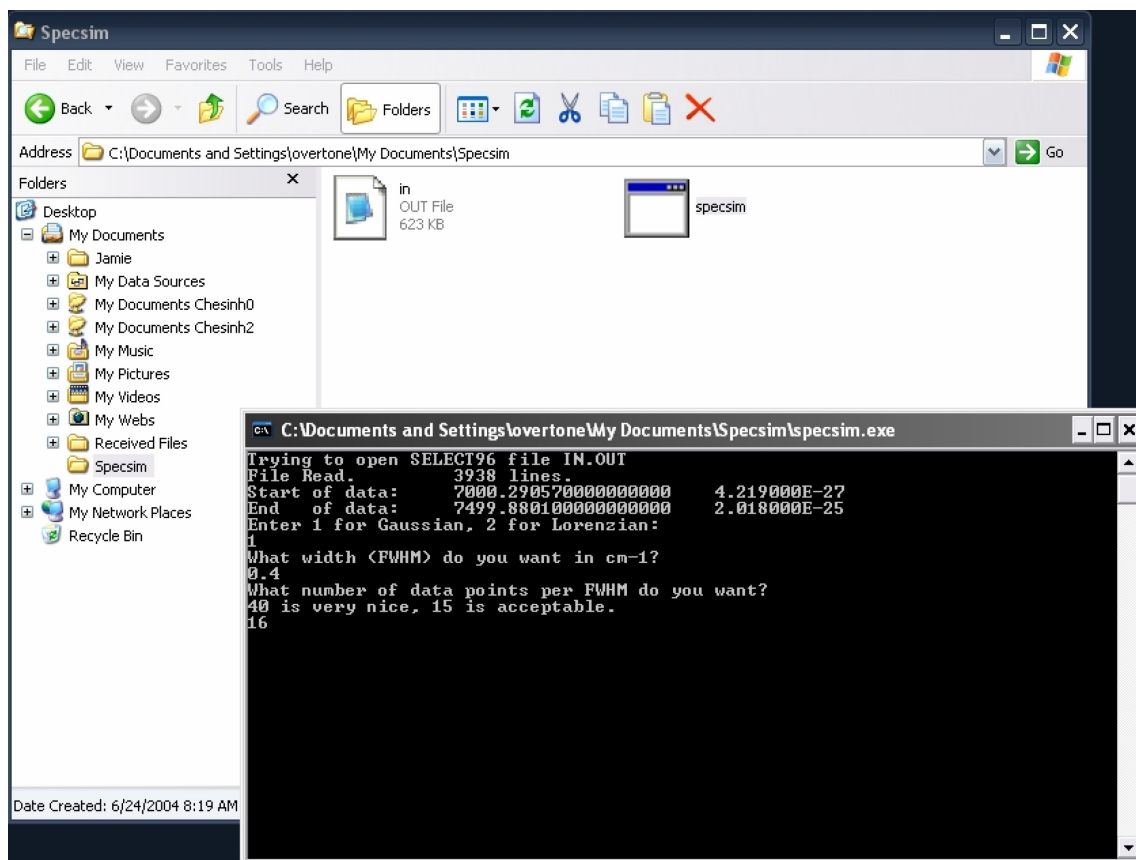 Specsim
File Edit View Favorites Tools Help
Back Search Folders
Address C:\Documents and Settings\overtone\My Documents\Specsim Go
Folders
Desktop
My Documents
Jamie
My Data Sources
My Documents Chesinh0
My Documents Chesinh2
My Music
My Pictures
My Videos
My Webs
Received Files
Specsim
My Computer
My Network Places
Recycle Bin
in
OUT File
623 KB
specsim
Date Created: 6/24/2004 8:19 AM
C:\Documents and Settings\overtone\My Documents\Specsim\specsim.exe
Trying to open SELECT96 file IN.OUT
File Read. 3938 lines.
Start of data: 7000.290570000000000 4.219000E-27
End of data: 7499.880100000000000 2.018000E-25
Enter 1 for Gaussian, 2 for Lorenzian:
1
What width (FWHM) do you want in cm-1?
0.4
What number of data points per FWHM do you want?
40 is very nice, 15 is acceptable.
16